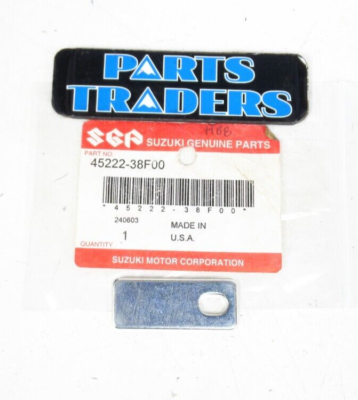 PARTS
TRADERS
HBB
SGP SUZUKI GENUINE PARTS
PART NO.
45222-38F00
*45222-38F00*
240603
MADE IN
U.S.A.
QUANTITY
1
SUZUKI MOTOR CORPORATION